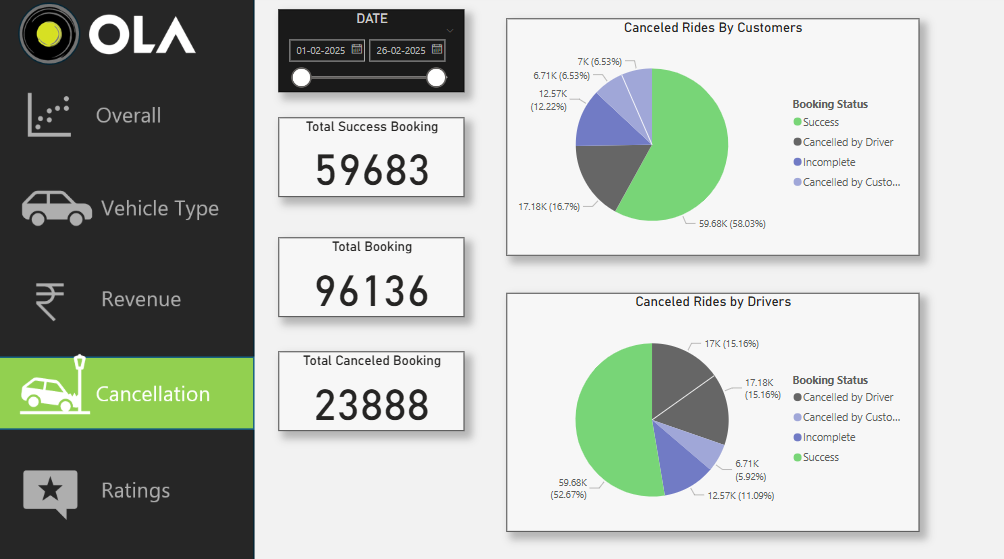 OLA
Overall
Vehicle Type
Revenue
Cancellation
Ratings
DATE
01-02-2025
26-02-2025
Total Success Booking
59683
Total Booking
96136
Total Canceled Booking
23888
Canceled Rides By Customers
7K (6.53%)
6.71K (6.53%)
12.57K
(12.22%)
17.18K (16.7%)
59.68K (58.03%)
Booking Status
Success
Cancelled by Driver
Incomplete
Cancelled by Custo...
Canceled Rides by Drivers
17K (15.16%)
17.18K
(15.16%)
6.71K
(5.92%)
12.57K (11.09%)
59.68K
(52.67%)
Booking Status
Cancelled by Driver
Cancelled by Custo...
Incomplete
Success